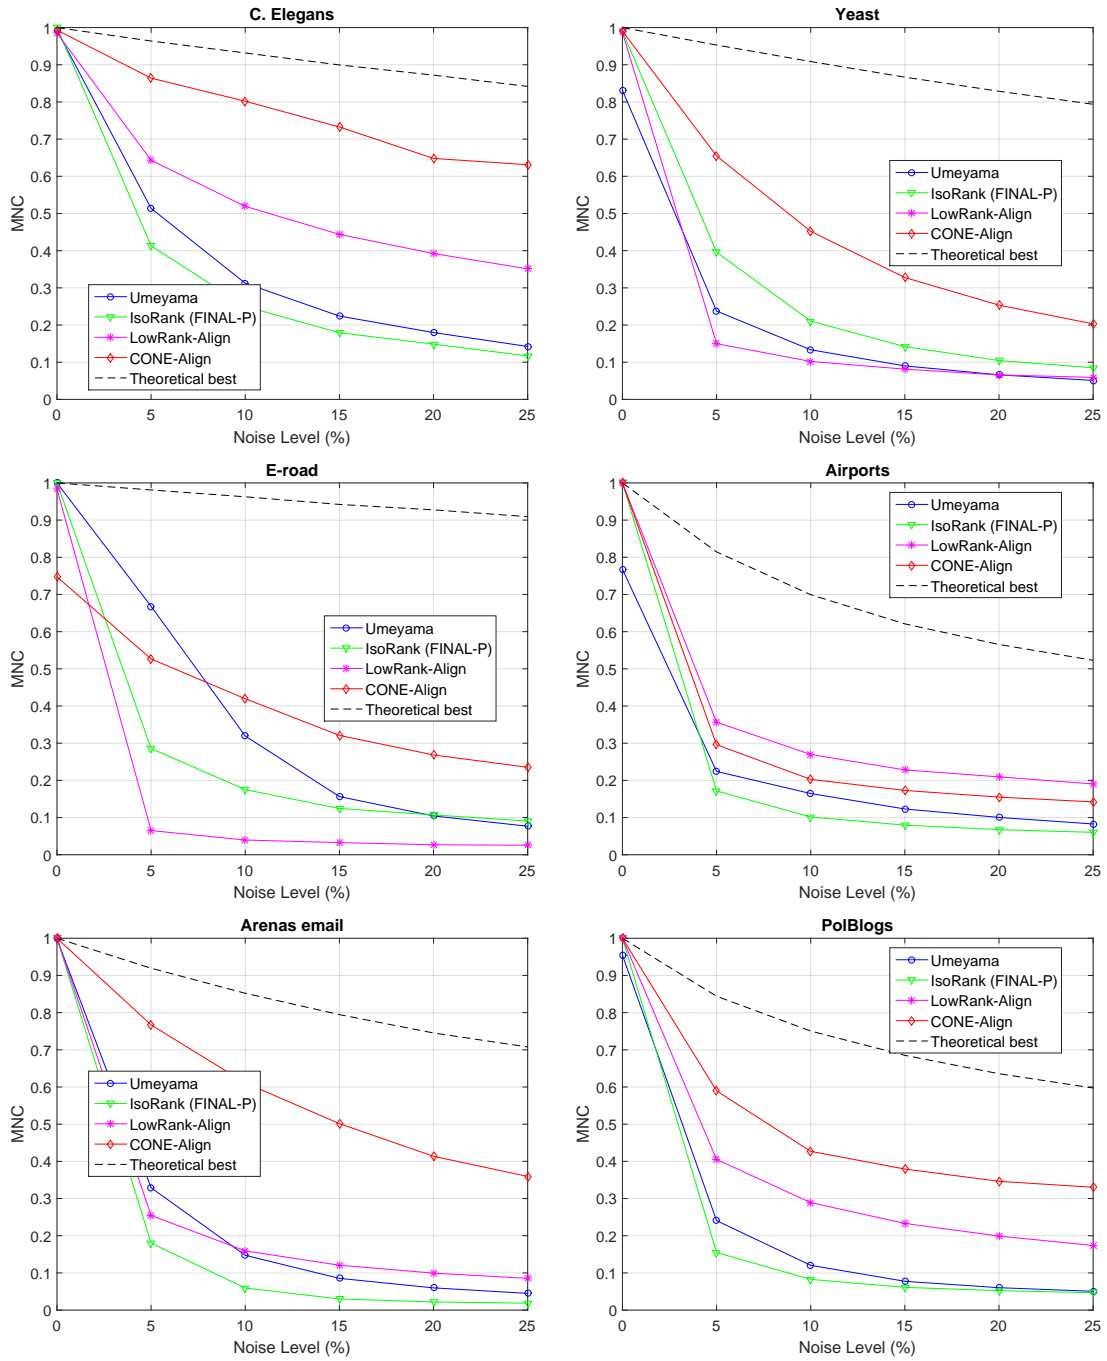 C. Elegans
1
0.9
0.8
0.7
0.6
0.5
0.4
0.3
0.2
0.1
0
MNC
Umeyama
IsoRank (FINAL-P)
LowRank-Align
CONE-Align
Theoretical best
0 5 10 15 20 25
Noise Level (%)
Yeast
1
0.9
0.8
0.7
0.6
0.5
0.4
0.3
0.2
0.1
0
MNC
Umeyama
IsoRank (FINAL-P)
LowRank-Align
CONE-Align
Theoretical best
0 5 10 15 20 25
Noise Level (%)
E-road
1
0.9
0.8
0.7
0.6
0.5
0.4
0.3
0.2
0.1
0
MNC
Umeyama
IsoRank (FINAL-P)
LowRank-Align
CONE-Align
Theoretical best
0 5 10 15 20 25
Noise Level (%)
Airports
1
0.9
0.8
0.7
0.6
0.5
0.4
0.3
0.2
0.1
0
MNC
Umeyama
IsoRank (FINAL-P)
LowRank-Align
CONE-Align
Theoretical best
0 5 10 15 20 25
Noise Level (%)
Arenas email
1
0.9
0.8
0.7
0.6
0.5
0.4
0.3
0.2
0.1
0
MNC
Umeyama
IsoRank (FINAL-P)
LowRank-Align
CONE-Align
Theoretical best
0 5 10 15 20 25
Noise Level (%)
PolBlogs
1
0.9
0.8
0.7
0.6
0.5
0.4
0.3
0.2
0.1
0
MNC
Umeyama
IsoRank (FINAL-P)
LowRank-Align
CONE-Align
Theoretical best
0 5 10 15 20 25
Noise Level (%)